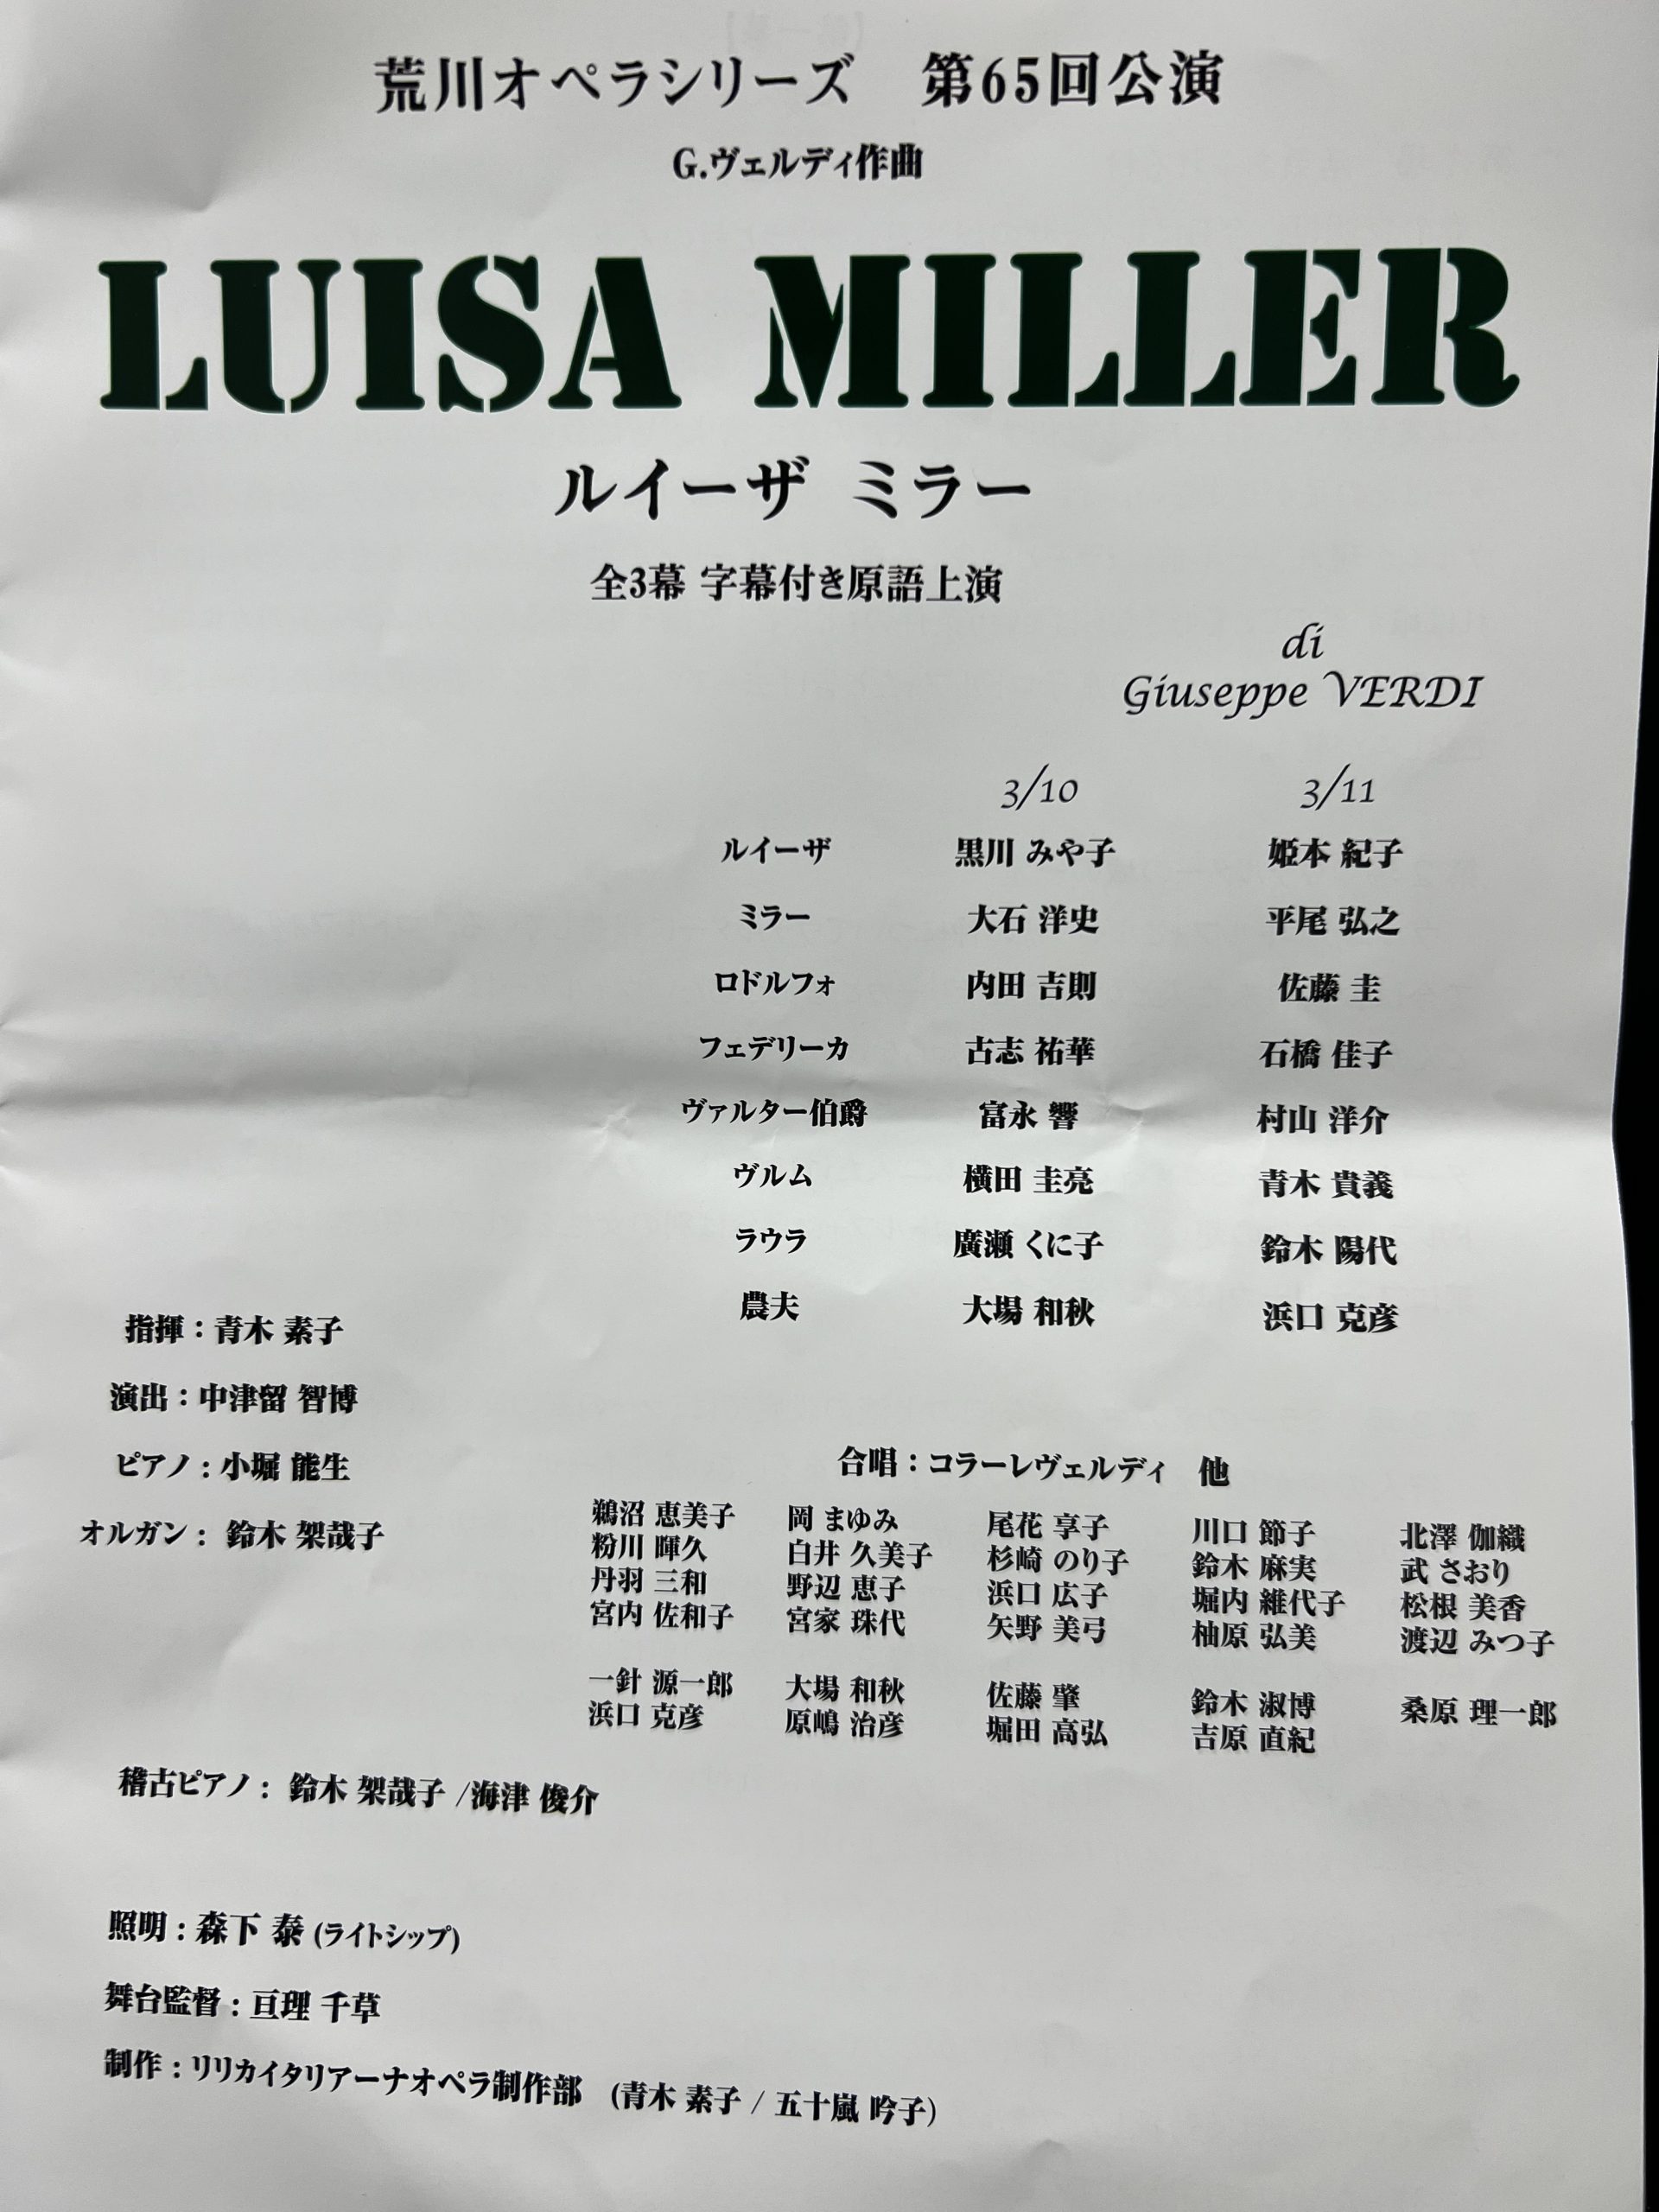 荒川オペラシリーズ 第65回公演
G.ヴェルディ作曲
LUISA MILLER
ルイーザ ミラー
全3幕 字幕付き原語上演
di
Giuseppe VERDI
3/10 3/11
ルイーザ 黒川 みや子 姫本 紀子
ミラー 大石 洋史 平尾 弘之
ロドルフォ 内田 吉則 佐藤 圭
フェデリーカ 古志 祐華 石橋 佳子
ヴァルター伯爵 富永 響 村山 洋介
ヴルム 横田 圭亮 青木 貴義
ラウラ 廣瀬 くに子 鈴木 陽代
農夫 大場 和秋 浜口 克彦
指揮：青木 素子
演出：中津留 智博
ピアノ：小堀 能生
オルガン： 鈴木 架哉子
合唱：コラーレヴェルディ 他
鵜沼 恵美子 岡 まゆみ 尾花 享子 川口 節子 北澤 伽織
粉川 暉久 白井 久美子 杉崎 のり子 鈴木 麻実 武 さおり
丹羽 三和 野辺 恵子 浜口 広子 堀内 維代子 松根 美香
宮内 佐和子 宮家 珠代 矢野 美弓 柚原 弘美 渡辺 みつ子
一針 源一郎 大場 和秋 佐藤 肇 鈴木 淑博 桑原 理一郎
浜口 克彦 原嶋 治彦 堀田 高弘 吉原 直紀
稽古ピアノ： 鈴木 架哉子 /海津 俊介
照明：森下 泰 (ライトシップ)
舞台監督：亘理 千草
制作：リリカイタリアーナオペラ制作部 (青木 素子 / 五十嵐 吟子)